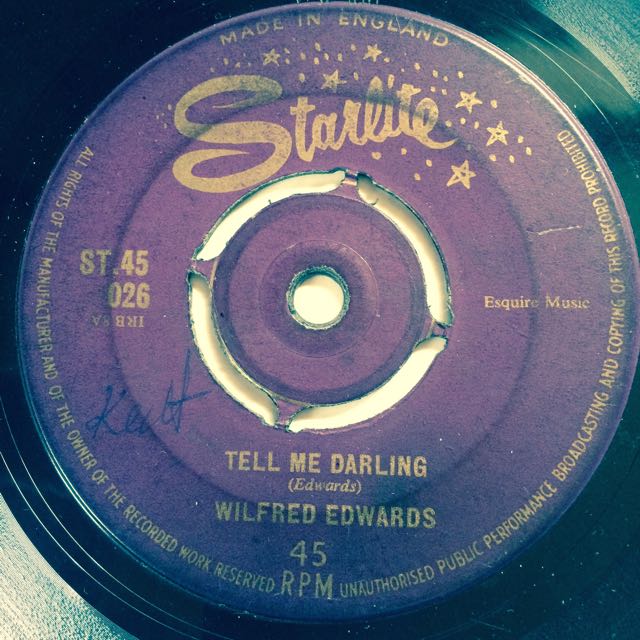 MADE IN ENGLAND
Starlite
ST.45
026
Esquire Music
TELL ME DARLING
(Edwards)
WILFRED EDWARDS
45
RPM
ALL RIGHTS OF THE MANUFACTURER AND OF THE OWNER OF THE RECORDED WORK RESERVED
UNAUTHORISED PUBLIC PERFORMANCE BROADCASTING AND COPYING OF THIS RECORD PROHIBITED